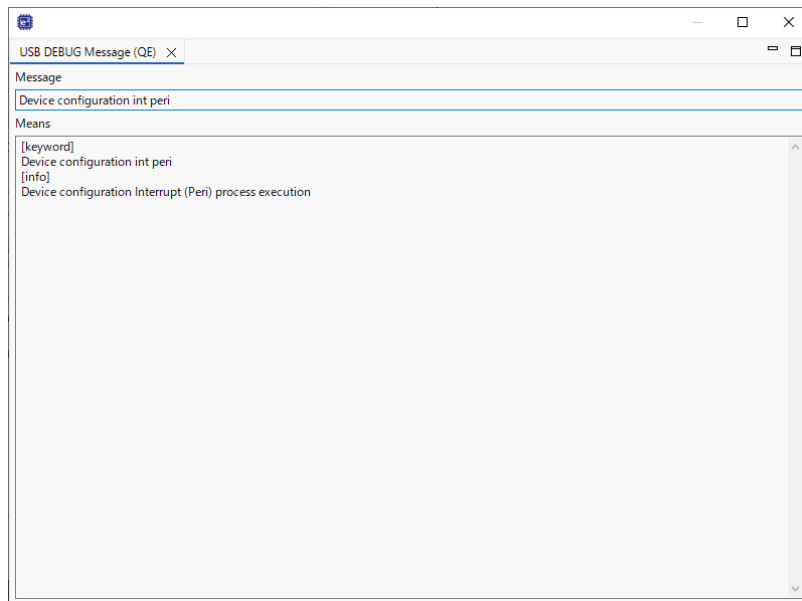 USB DEBUG Message (QE)
Message
Device configuration int peri
Means
[keyword]
Device configuration int peri
[info]
Device configuration Interrupt (Peri) process execution